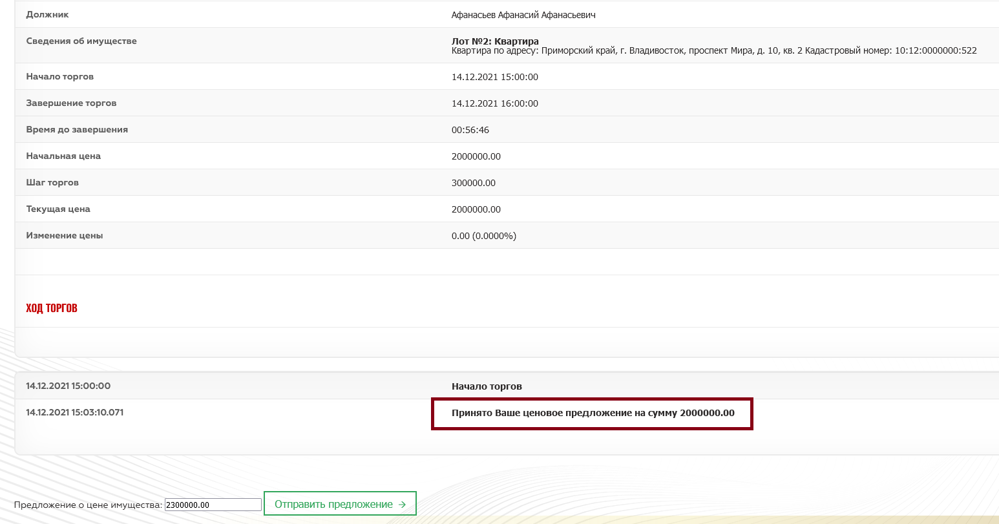 Должник Афанасьев Афанасий Афанасьевич
Сведения об имуществе Лот №2: Квартира
Квартира по адресу: Приморский край, г. Владивосток, проспект Мира, д. 10, кв. 2 Кадастровый номер: 10:12:0000000:522
Начало торгов 14.12.2021 15:00:00
Завершение торгов 14.12.2021 16:00:00
Время до завершения 00:56:46
Начальная цена 2000000.00
Шаг торгов 300000.00
Текущая цена 2000000.00
Изменение цены 0.00 (0.0000%)
ХОД ТОРГОВ
14.12.2021 15:00:00 Начало торгов
14.12.2021 15:03:10.071 Принято Ваше ценовое предложение на сумму 2000000.00
Предложение о цене имущества: 2300000.00 Отправить предложение →